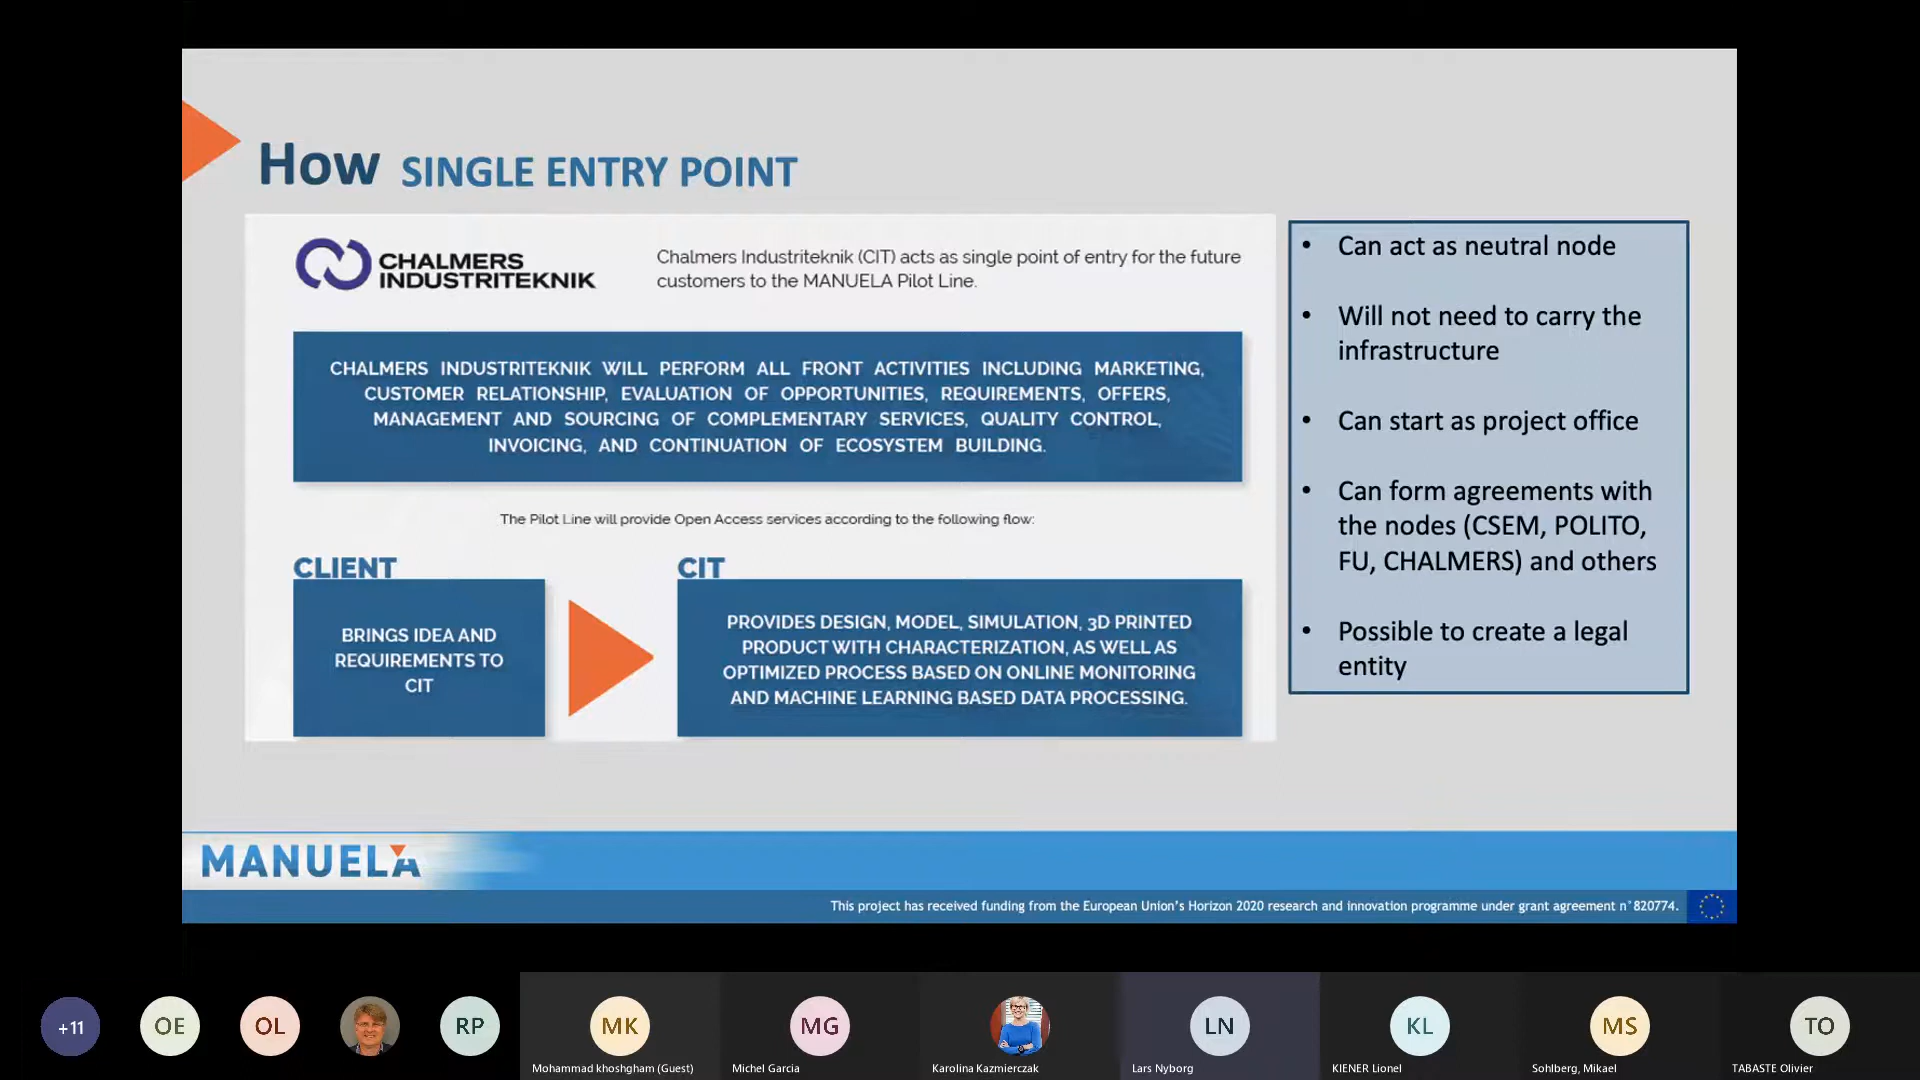 How SINGLE ENTRY POINT
CHALMERS
INDUSTRITEKNIK
Chalmers Industriteknik (CIT) acts as single point of entry for the future
customers to the MANUELA Pilot Line.
CHALMERS INDUSTRITEKNIK WILL PERFORM ALL FRONT ACTIVITIES INCLUDING MARKETING,
CUSTOMER RELATIONSHIP, EVALUATION OF OPPORTUNITIES, REQUIREMENTS, OFFERS,
MANAGEMENT AND SOURCING OF COMPLEMENTARY SERVICES, QUALITY CONTROL,
INVOICING, AND CONTINUATION OF ECOSYSTEM BUILDING.
The Pilot Line will provide Open Access services according to the following flow:
CLIENT
BRINGS IDEA AND
REQUIREMENTS TO
CIT
CIT
PROVIDES DESIGN, MODEL, SIMULATION, 3D PRINTED
PRODUCT WITH CHARACTERIZATION, AS WELL AS
OPTIMIZED PROCESS BASED ON ONLINE MONITORING
AND MACHINE LEARNING BASED DATA PROCESSING.
• Can act as neutral node
• Will not need to carry the
infrastructure
• Can start as project office
• Can form agreements with
the nodes (CSEM, POLITO,
FU, CHALMERS) and others
• Possible to create a legal
entity
MANUELA
This project has received funding from the European Union's Horizon 2020 research and innovation programme under grant agreement n°820774.
+11
OE
OL
RP
MK
MG
LN
KL
MS
TO
Mohammad khoshgham (Guest)
Michel Garcia
Karolina Kazmierczak
Lars Nyborg
KIENER Lionel
Sohlberg, Mikael
TABASTE Olivier